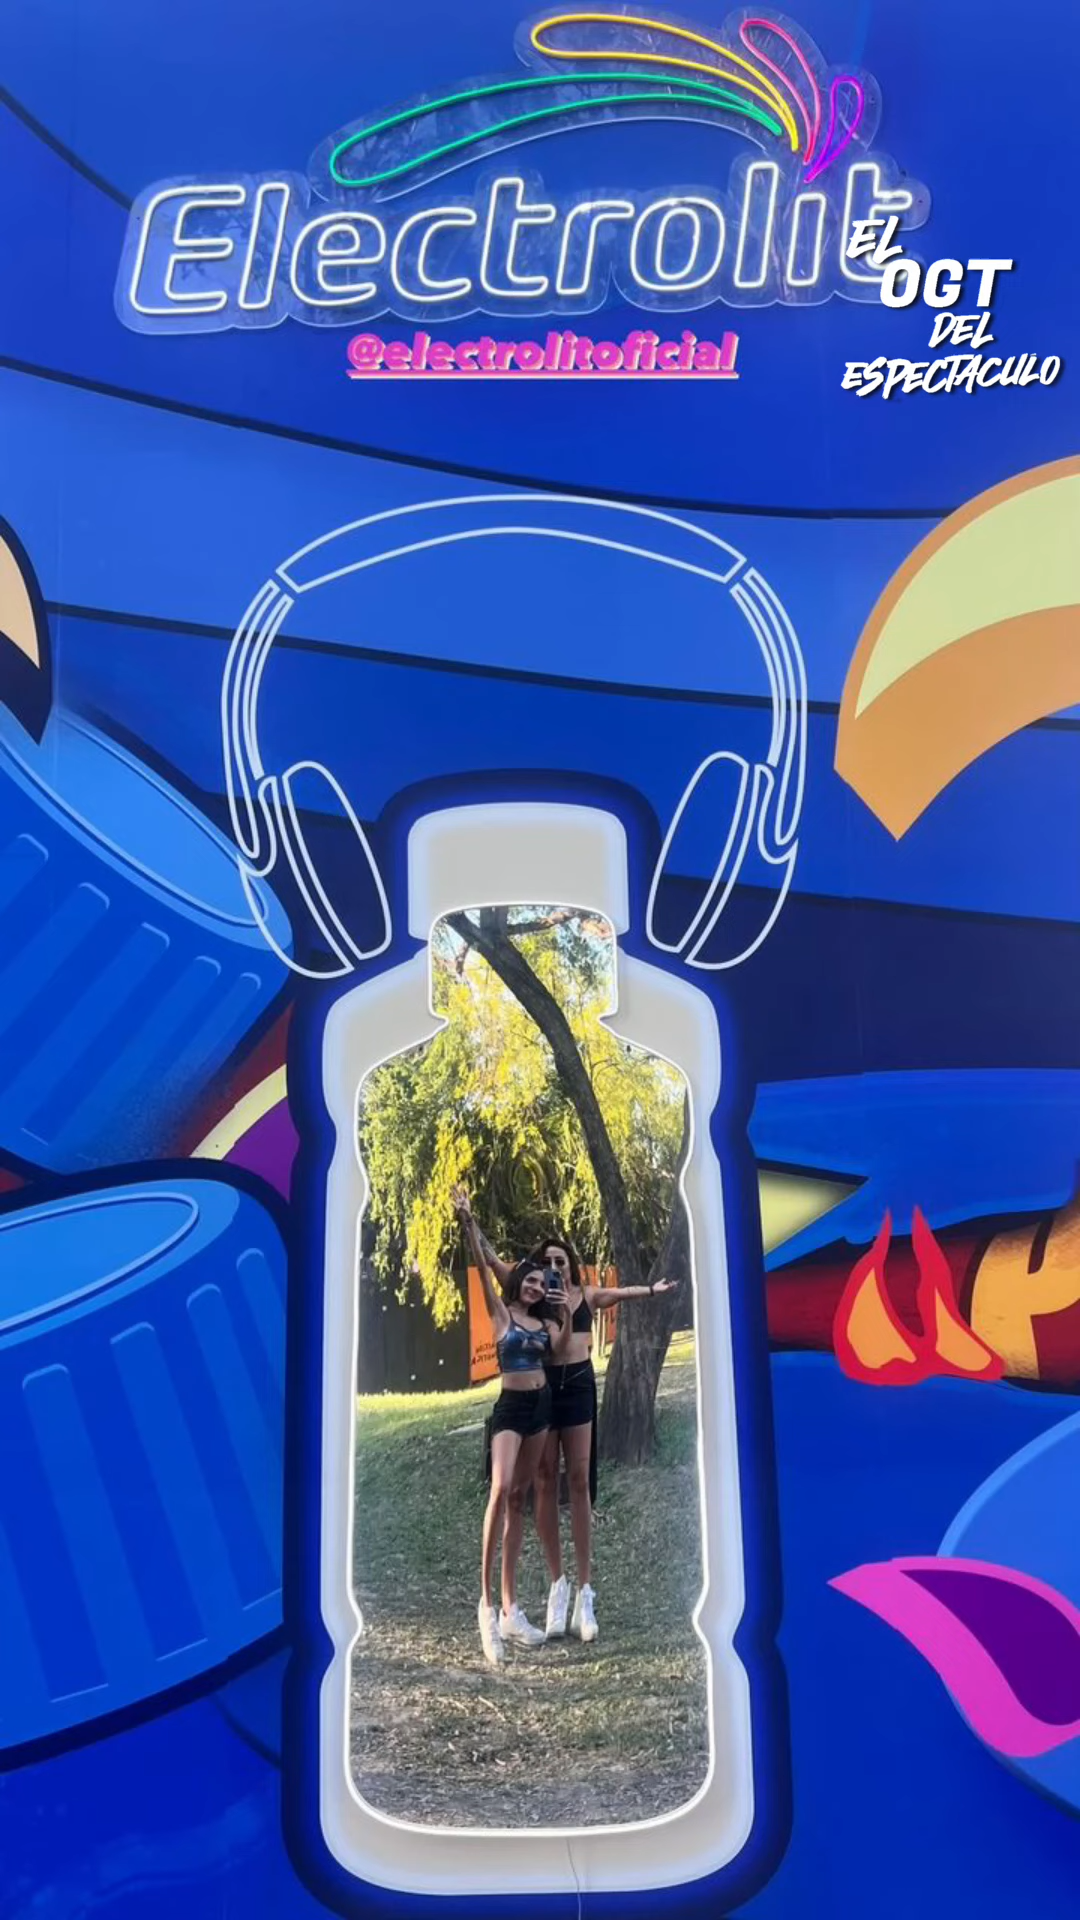 Electrolit
EL
OGT
DEL
ESPECTACULO
@electrolitoficial